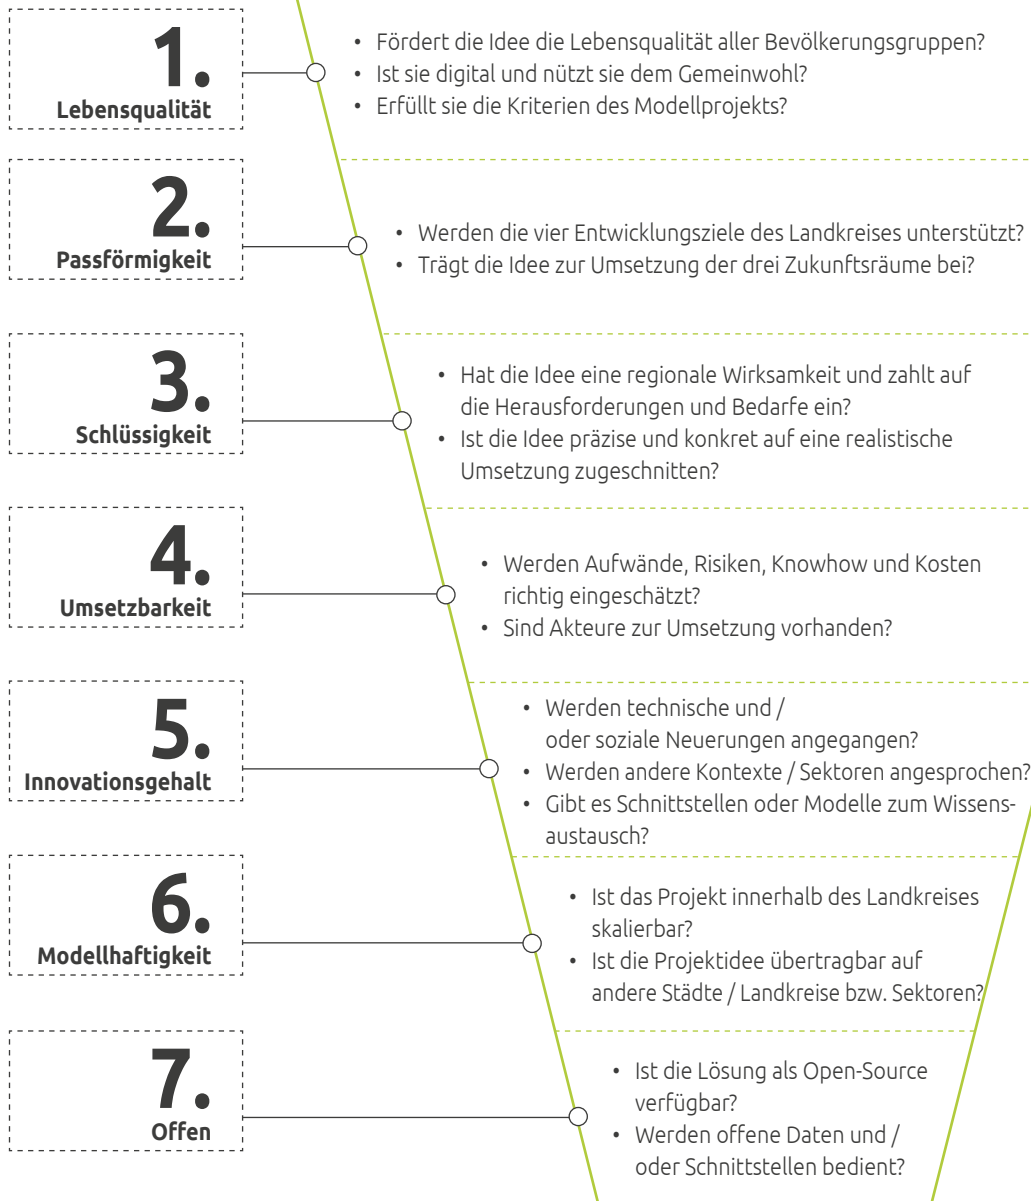 1.
Lebensqualität
• Fördert die Idee die Lebensqualität aller Bevölkerungsgruppen?
• Ist sie digital und nützt sie dem Gemeinwohl?
• Erfüllt sie die Kriterien des Modellprojekts?
2.
Passförmigkeit
• Werden die vier Entwicklungsziele des Landkreises unterstützt?
• Trägt die Idee zur Umsetzung der drei Zukunftsräume bei?
3.
Schlüssigkeit
• Hat die Idee eine regionale Wirksamkeit und zahlt auf
die Herausforderungen und Bedarfe ein?
• Ist die Idee präzise und konkret auf eine realistische
Umsetzung zugeschnitten?
4.
Umsetzbarkeit
• Werden Aufwände, Risiken, Knowhow und Kosten
richtig eingeschätzt?
• Sind Akteure zur Umsetzung vorhanden?
5.
Innovationsgehalt
• Werden technische und /
oder soziale Neuerungen angegangen?
• Werden andere Kontexte / Sektoren angesprochen?
• Gibt es Schnittstellen oder Modelle zum Wissens-
austausch?
6.
Modellhaftigkeit
• Ist das Projekt innerhalb des Landkreises
skalierbar?
• Ist die Projektidee übertragbar auf
andere Städte / Landkreise bzw. Sektoren?
7.
Offen
• Ist die Lösung als Open-Source
verfügbar?
• Werden offene Daten und /
oder Schnittstellen bedient?